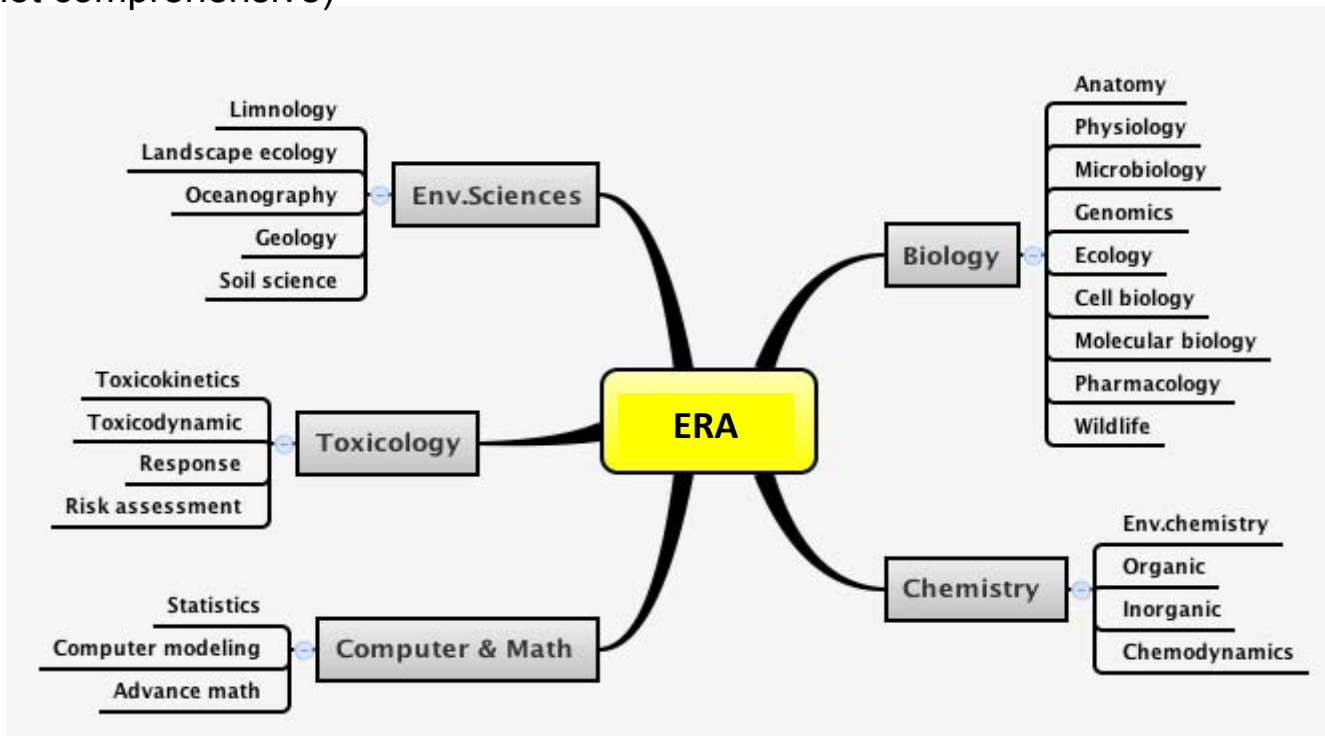 comprehensive)
Limnology
Landscape ecology
Oceanography
Geology
Soil science
Env.Sciences
Toxicokinetics
Toxicodynamic
Response
Risk assessment
Toxicology
Statistics
Computer modeling
Advance math
Computer & Math
ERA
Biology
Anatomy
Physiology
Microbiology
Genomics
Ecology
Cell biology
Molecular biology
Pharmacology
Wildlife
Chemistry
Env.chemistry
Organic
Inorganic
Chemodynamics